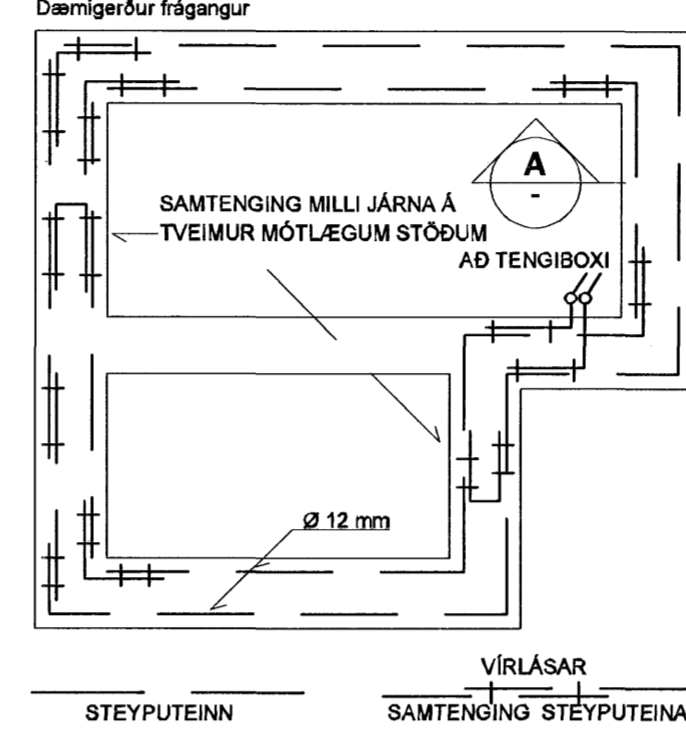 Dæmigerður frágangur
A
-
SAMTENGING MILLI JÁRNA Á
TVEIMUR MÓTLÆGUM STÖÐUM
AÐ TENGIBOXI
Ø 12 mm
VÍRLÁSAR
STEYPUTEINN
SAMTENGING STEYPUTEINA